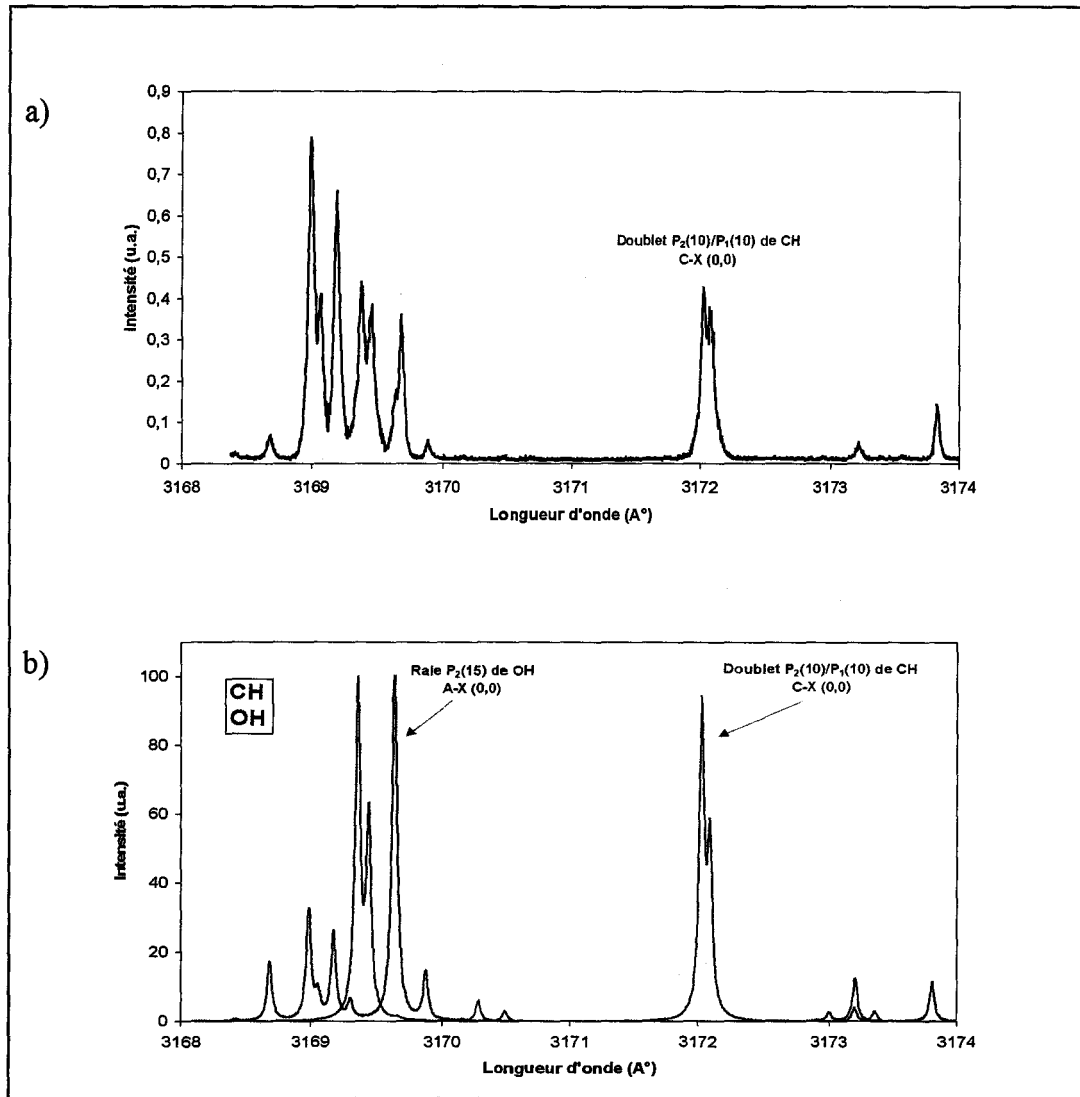 a)
0,9
0,8
0,7
0,6
0,5
0,4
0,3
0,2
0,1
0
Intensité (u.a.)
Doublet P₂(10)/P₁(10) de CH
C-X (0,0)
3168 3169 3170 3171 3172 3173 3174
Longueur d'onde (A°)
b)
100
80
60
40
20
0
Intensité (u.a.)
CH
OH
Raie P₂(15) de OH
A-X (0,0)
Doublet P₂(10)/P₁(10) de CH
C-X (0,0)
3168 3169 3170 3171 3172 3173 3174
Longueur d'onde (A°)